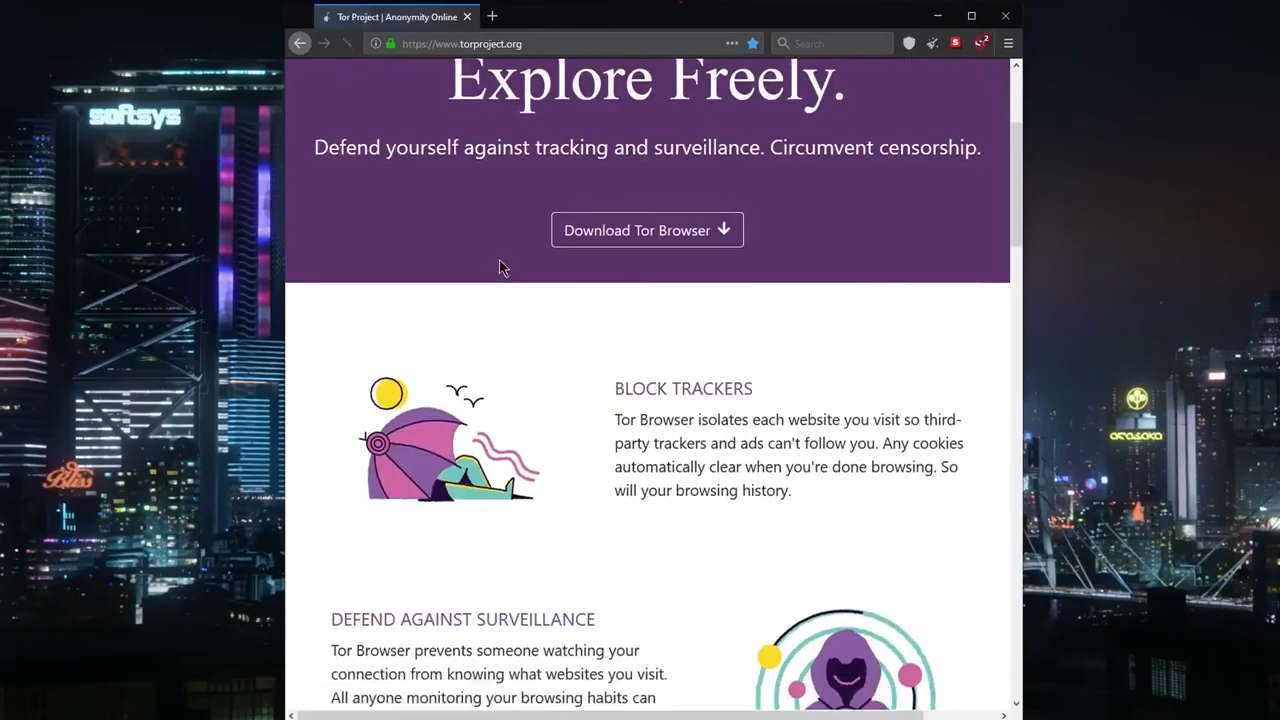 Tor Project | Anonymity Online
https://www.torproject.org
Search
S
2
Explore Freely.
Defend yourself against tracking and surveillance. Circumvent censorship.
Download Tor Browser
BLOCK TRACKERS
Tor Browser isolates each website you visit so third-
party trackers and ads can't follow you. Any cookies
automatically clear when you're done browsing. So
will your browsing history.
DEFEND AGAINST SURVEILLANCE
Tor Browser prevents someone watching your
connection from knowing what websites you visit.
All anyone monitoring your browsing habits can
softsys
Bliss
arasaka